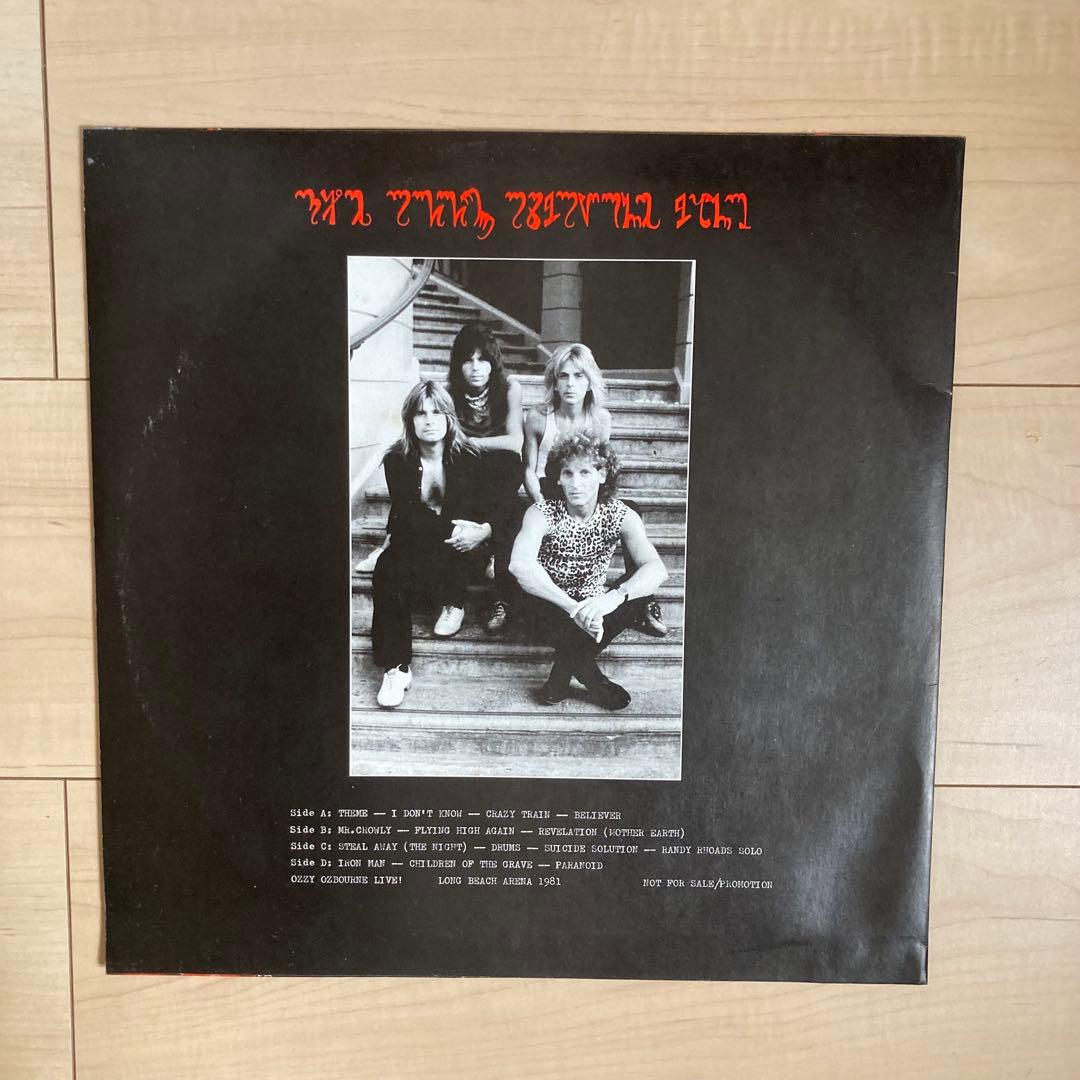 Side A: THEME — I DON'T KNOW — CRAZY TRAIN — BELIEVER
Side B: MR.CROWLY — FLYING HIGH AGAIN — REVELATION (MOTHER EARTH)
Side C: STEAL AWAY (THE NIGHT) — DRUMS — SUICIDE SOLUTION — RANDY RHOADS SOLO
Side D: IRON MAN — CHILDREN OF THE GRAVE — PARANOID
OZZY OZBOURNE LIVE! LONG BEACH ARENA 1981 NOT FOR SALE/PROMOTION